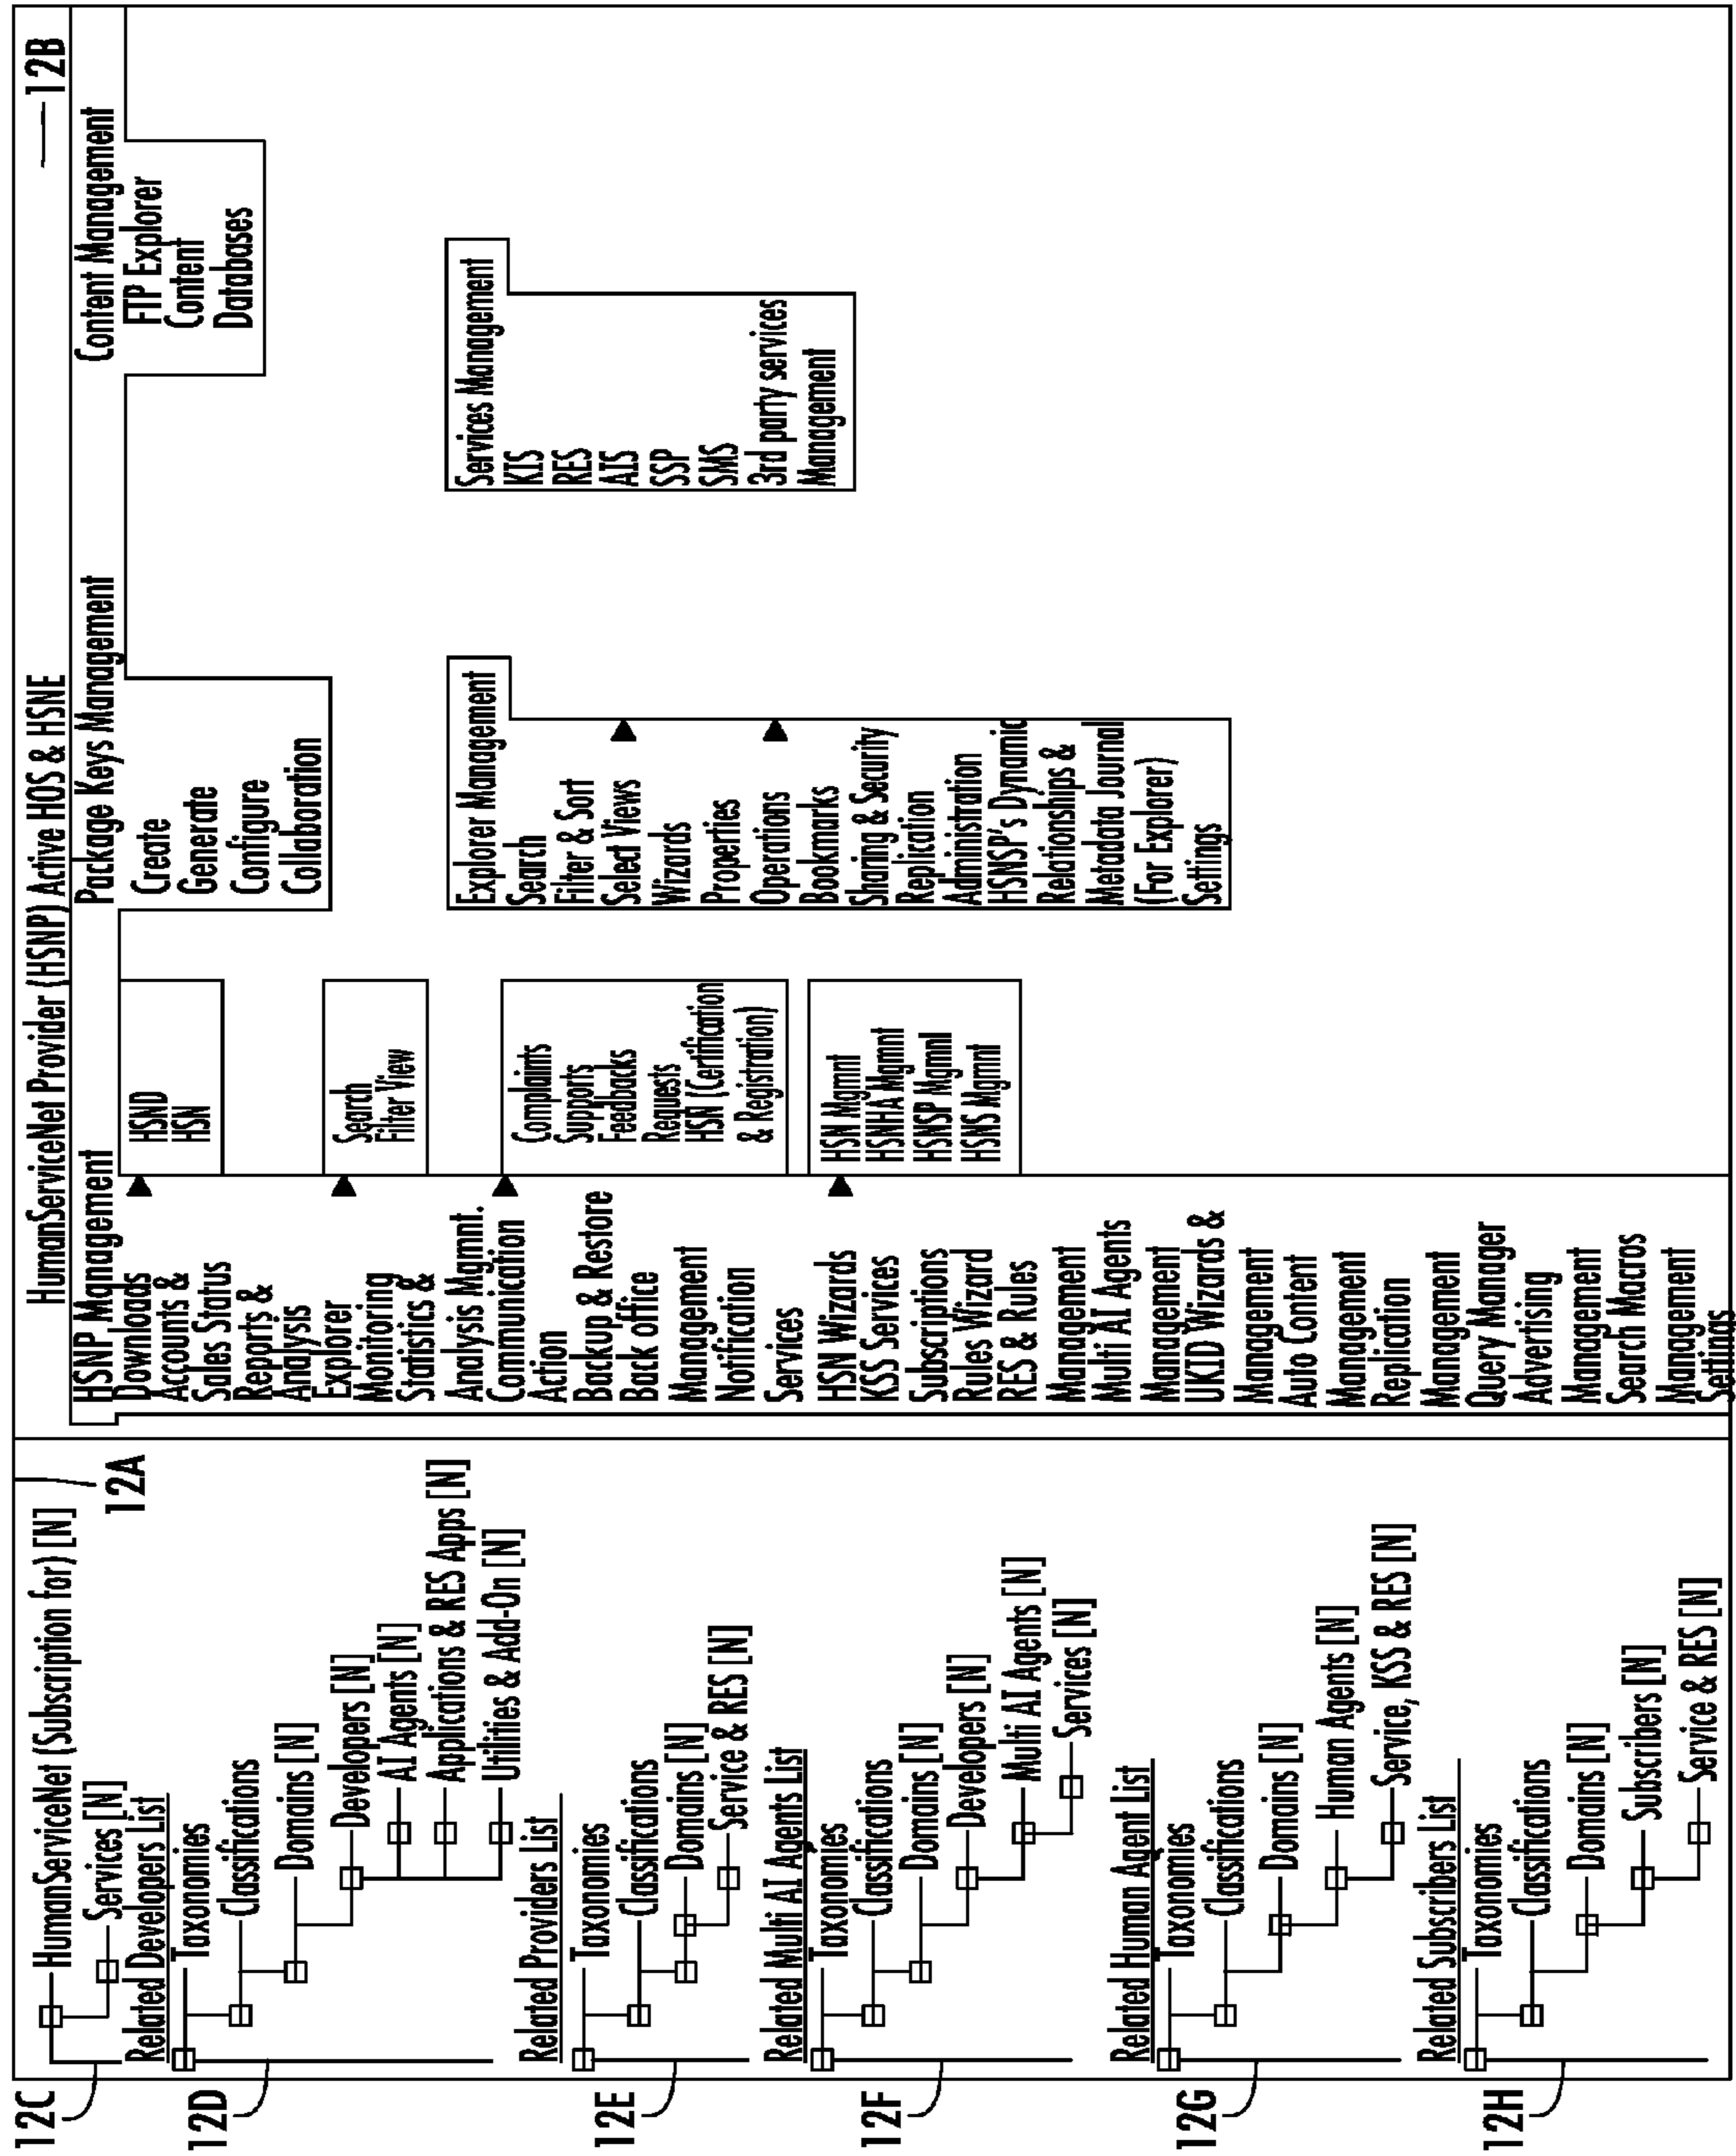 HumanServiceNet Provider (HSNP) Active HOS & HSNE
12B
12A
12C
HumanServiceNet (Subscription for) [N]
Services [N]
12D
Related Developers List
Taxonomies
Classifications
Domains [N]
Developers [N]
AI Agents [N]
Applications & RES Apps [N]
Utilities & Add-On [N]
12E
Related Providers List
Taxonomies
Classifications
Domains [N]
Service & RES [N]
12F
Related Multi AI Agents List
Taxonomies
Classifications
Domains [N]
Developers [N]
Multi AI Agents [N]
Services [N]
12G
Related Human Agent List
Taxonomies
Classifications
Domains [N]
Human Agents [N]
Service, KSS & RES [N]
12H
Related Subscribers List
Taxonomies
Classifications
Domains [N]
Subscribers [N]
Service & RES [N]
HSNP Management
Downloads
Accounts &
Sales Status
Reports &
Analysis
Explorer
Monitoring
Statistics &
Analysis Mgmnt.
Communication
Action
Backup & Restore
Back office
Management
Notification
Services
HSN Wizards
KSS Services
Subscriptions
Rules Wizard
RES & Rules
Management
Multi AI Agents
Management
UKID Wizards &
Management
Auto Content
Management
Replication
Management
Query Manager
Advertising
Management
Search Macros
Management
Settings
HSND
HSN
Search
Filter View
Complaints
Supports
Feedbacks
Requests
HSN (Certification
& Registration)
HSN Mgmnt
HSNHA Mgmnt
HSNSP Mgmnt
HSNS Mgmnt
Package Keys Management
Create
Generate
Configure
Collaboration
Explorer Management
Search
Filter & Sort
Select Views
Wizards
Properties
Operations
Bookmarks
Sharing & Security
Replication
Administration
HSNSP's Dynamic
Relationships &
Metadata Journal
(For Explorer)
Settings
Content Management
FTP Explorer
Content
Databases
Services Management
KTS
RES
AIS
SSP
SMS
3rd party services
Management